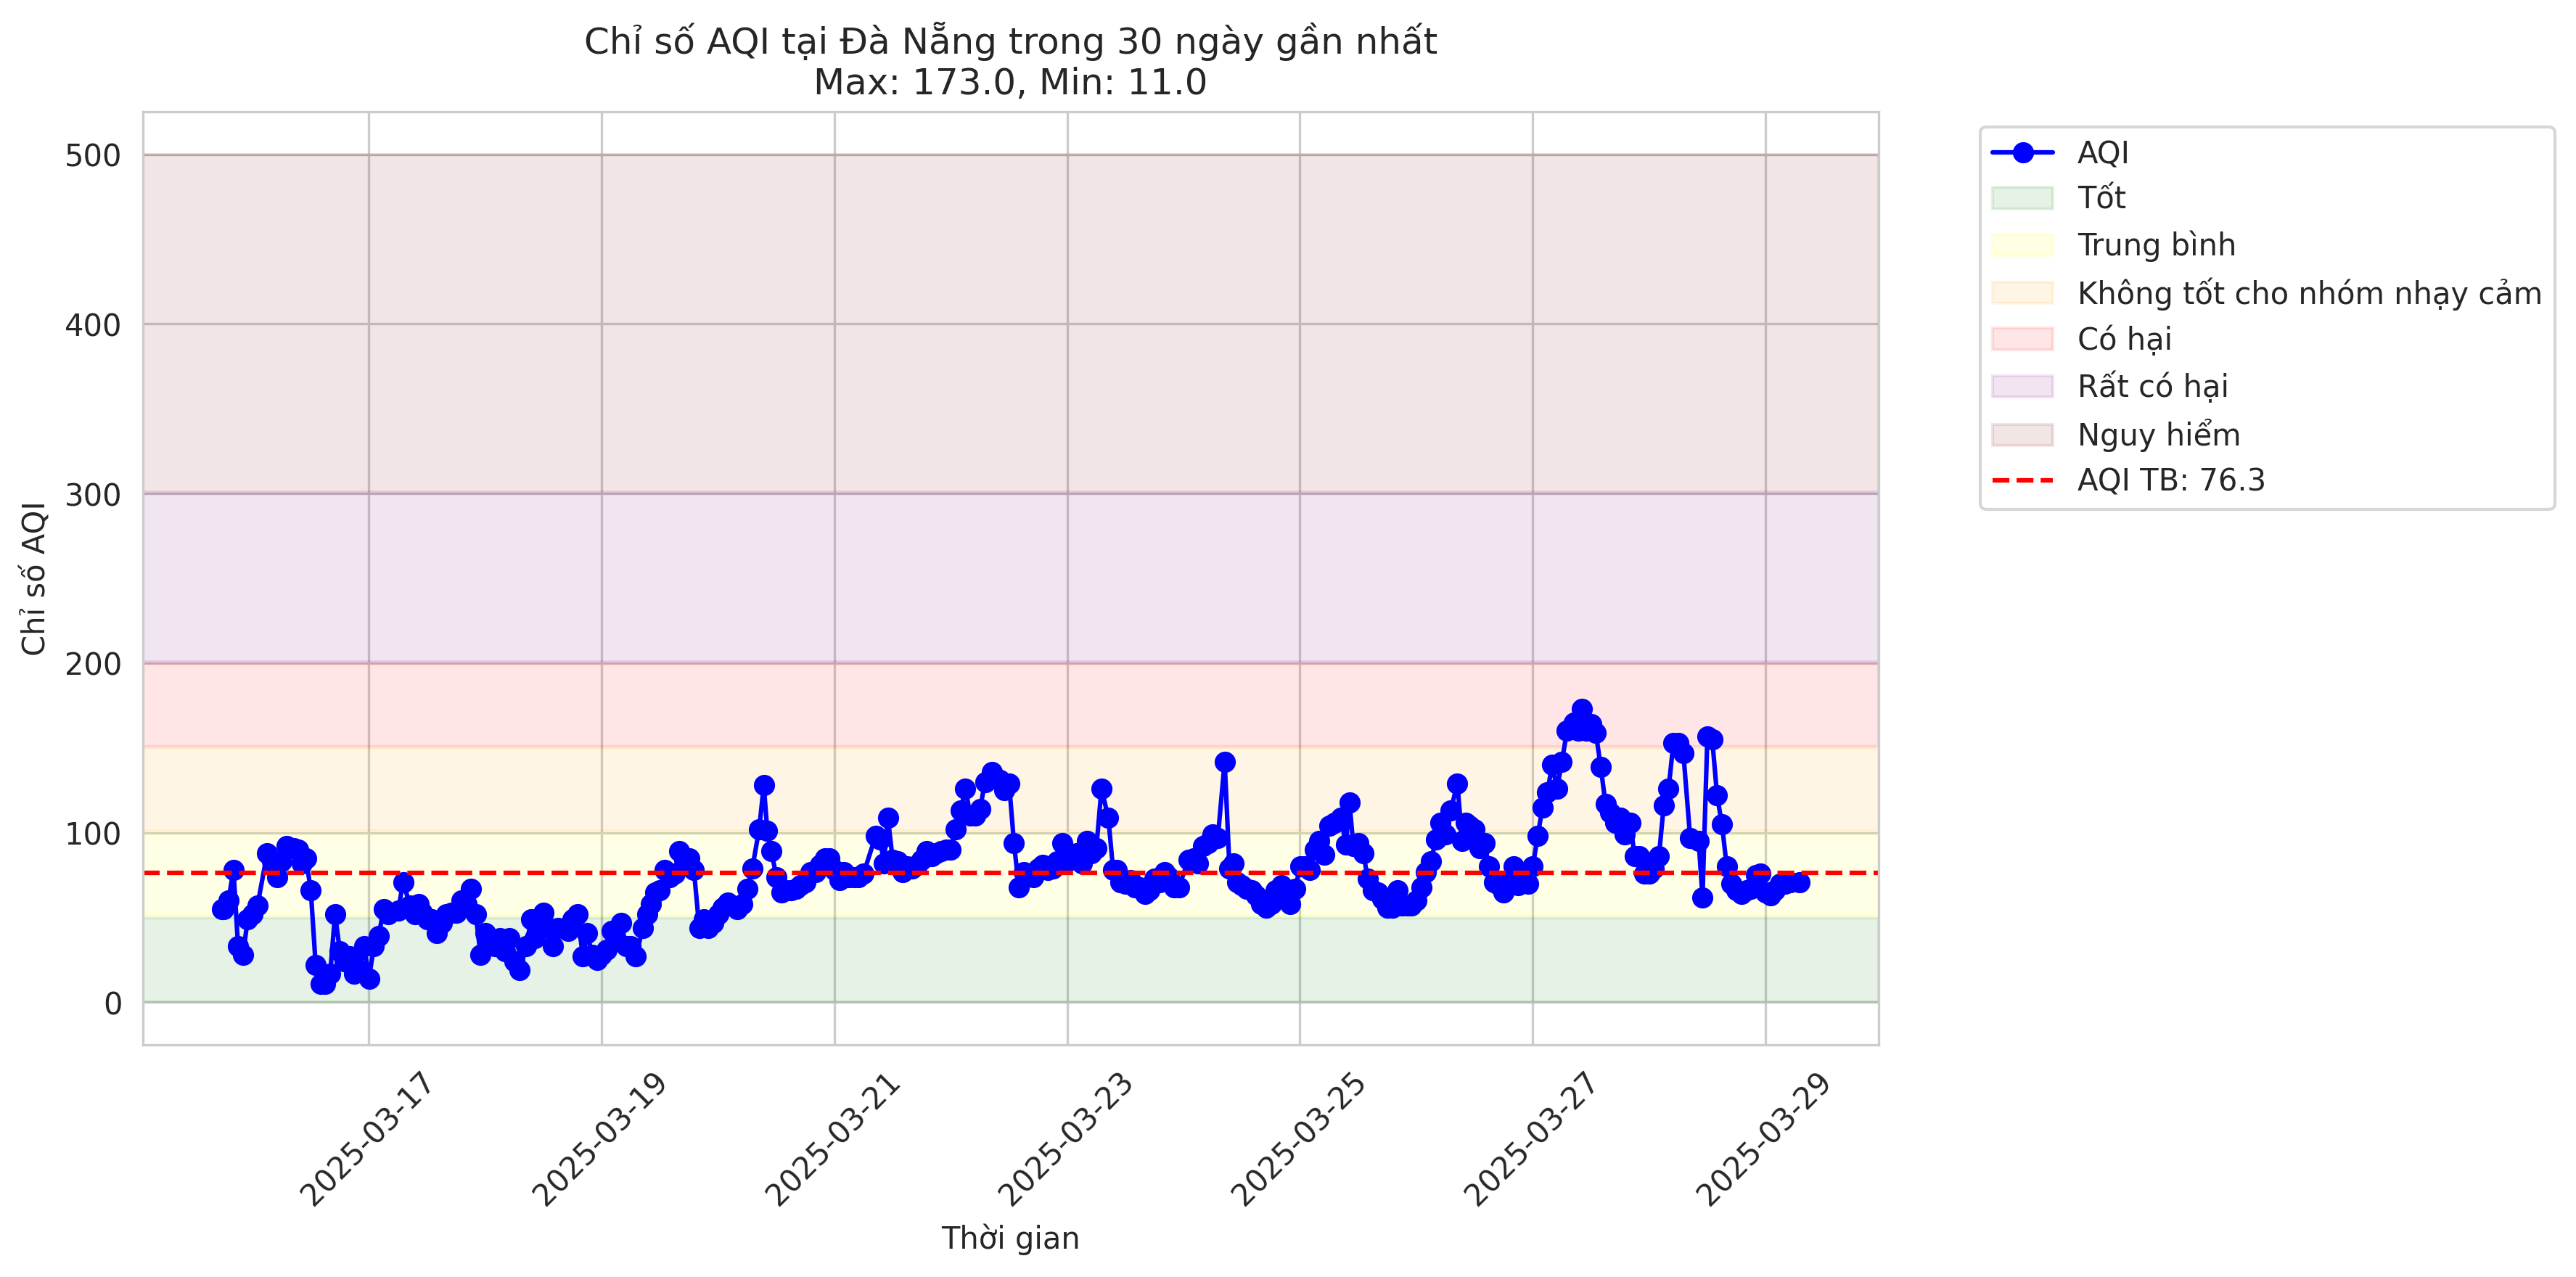 Chỉ số AQI tại Đà Nẵng trong 30 ngày gần nhất
Max: 173.0, Min: 11.0
Chỉ số AQI
500
400
300
200
100
0
2025-03-17
2025-03-19
2025-03-21
2025-03-23
2025-03-25
2025-03-27
2025-03-29
Thời gian
AQI
Tốt
Trung bình
Không tốt cho nhóm nhạy cảm
Có hại
Rất có hại
Nguy hiểm
AQI TB: 76.3